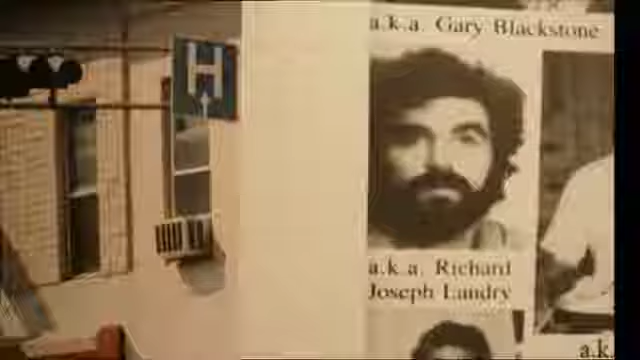 H
a.k.a. Gary Blackstone
a.k.a. Richard
Joseph Landry
a.k.